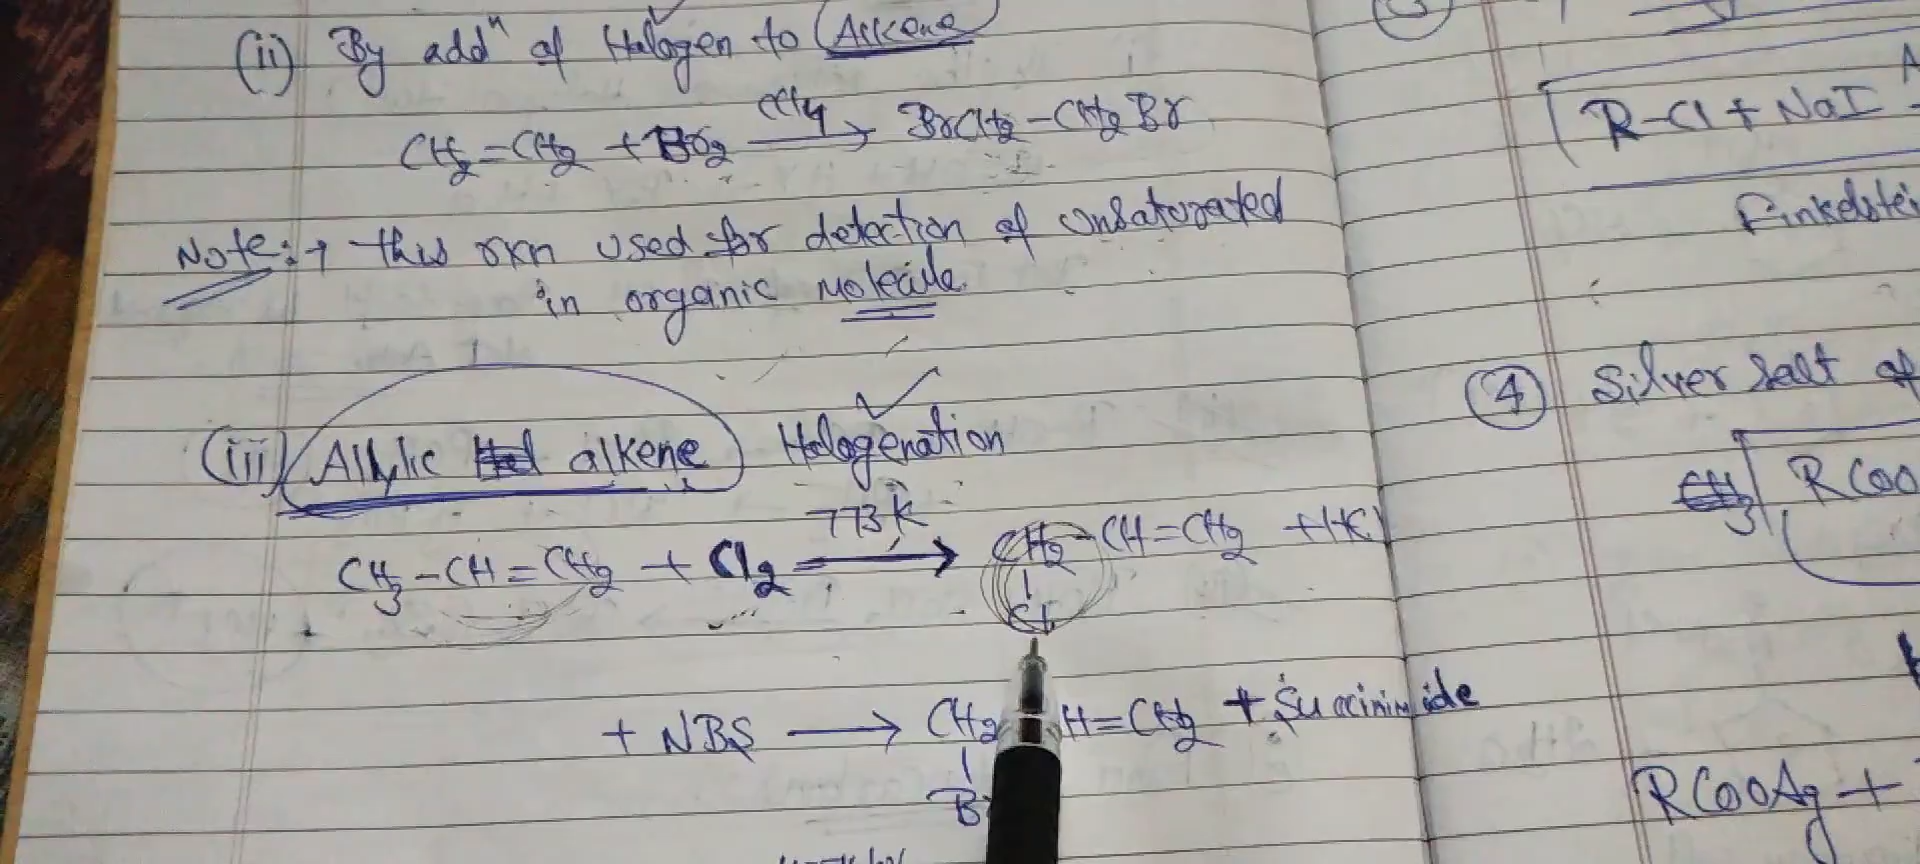 (ii) By addⁿ of Halogen to Alkene
CH₂=CH₂ + Br₂ ⟶ BrCH₂-CH₂Br
CCl₄
Note:→ this rxn used for detection of unsaturated
in organic Molecule.
(iii) Allylic alkene Halogenation
773 K
CH₃-CH=CH₂ + Cl₂ ⟶ CH₂-CH=CH₂ + HCl
Cl
+ NBS ⟶ CH₂ H=CH₂ + Succinimide
B
R-Cl + NaI
Finkelstei
④ Silver Salt of
RCOO
RCOOAg +